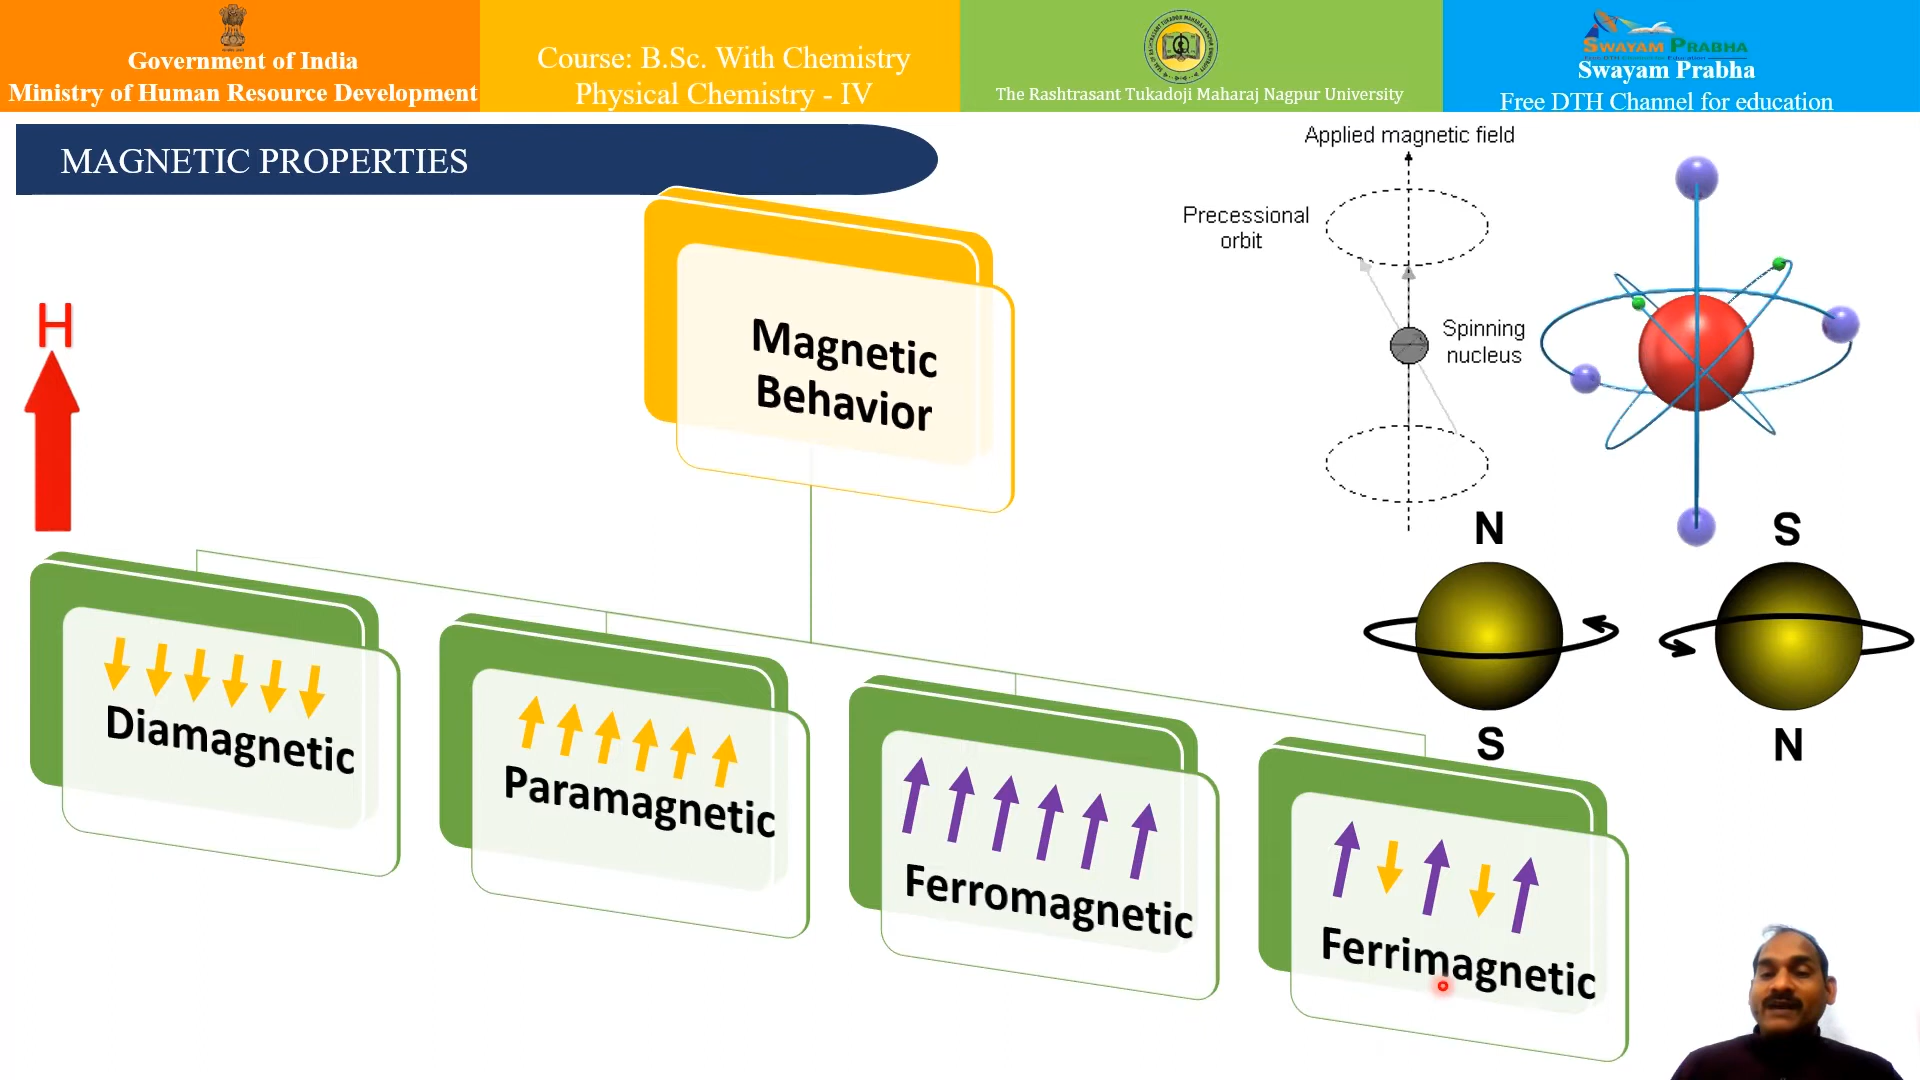 Government of India
Ministry of Human Resource Development
Course: B.Sc. With Chemistry
Physical Chemistry - IV
The Rashtrasant Tukadoji Maharaj Nagpur University
SWAYAM PRABHA
Swayam Prabha
Free DTH Channel for education
MAGNETIC PROPERTIES
Applied magnetic field
Precessional
orbit
Spinning
nucleus
H
Magnetic
Behavior
N
S
S
N
Diamagnetic
Paramagnetic
Ferromagnetic
Ferrimagnetic